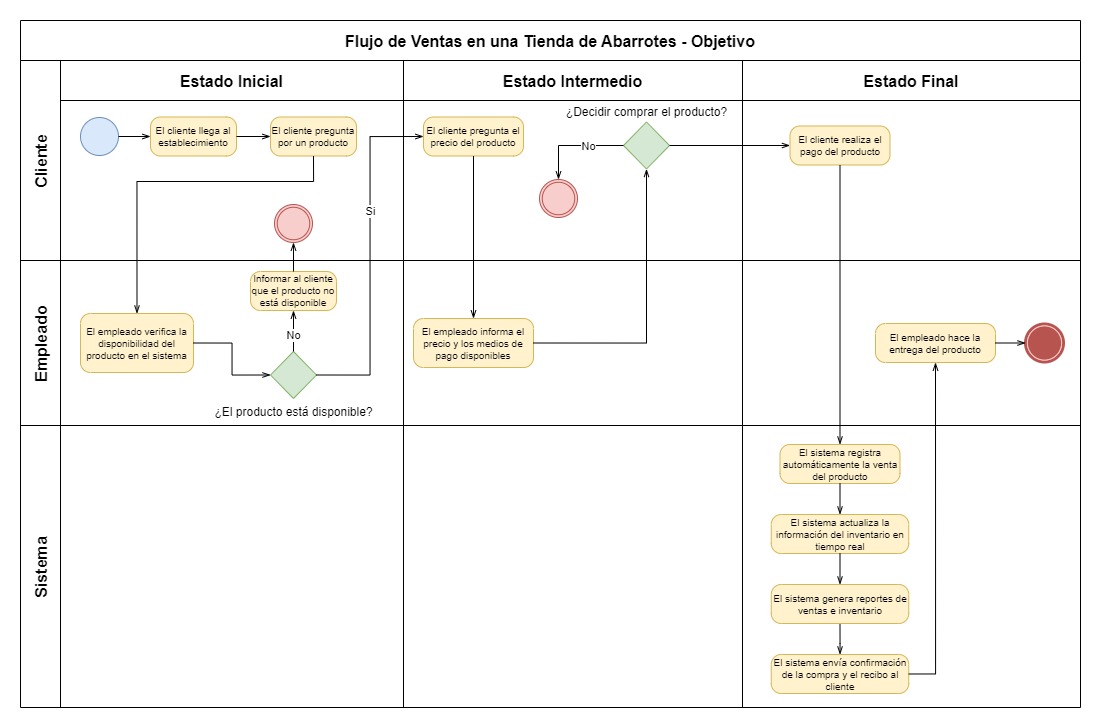 Flujo de Ventas en una Tienda de Abarrotes - Objetivo
Estado Inicial
Estado Intermedio
Estado Final
Cliente
El cliente llega al
establecimiento
El cliente pregunta
por un producto
Si
El cliente pregunta el
precio del producto
¿Decidir comprar el producto?
No
El cliente realiza el
pago del producto
Empleado
El empleado verifica la
disponibilidad del
producto en el sistema
Informar al cliente
que el producto no
está disponible
No
¿El producto está disponible?
El empleado informa el
precio y los medios de
pago disponibles
El empleado hace la
entrega del producto
Sistema
El sistema registra
automáticamente la venta
del producto
El sistema actualiza la
información del inventario en
tiempo real
El sistema genera reportes de
ventas e inventario
El sistema envía confirmación
de la compra y el recibo al
cliente